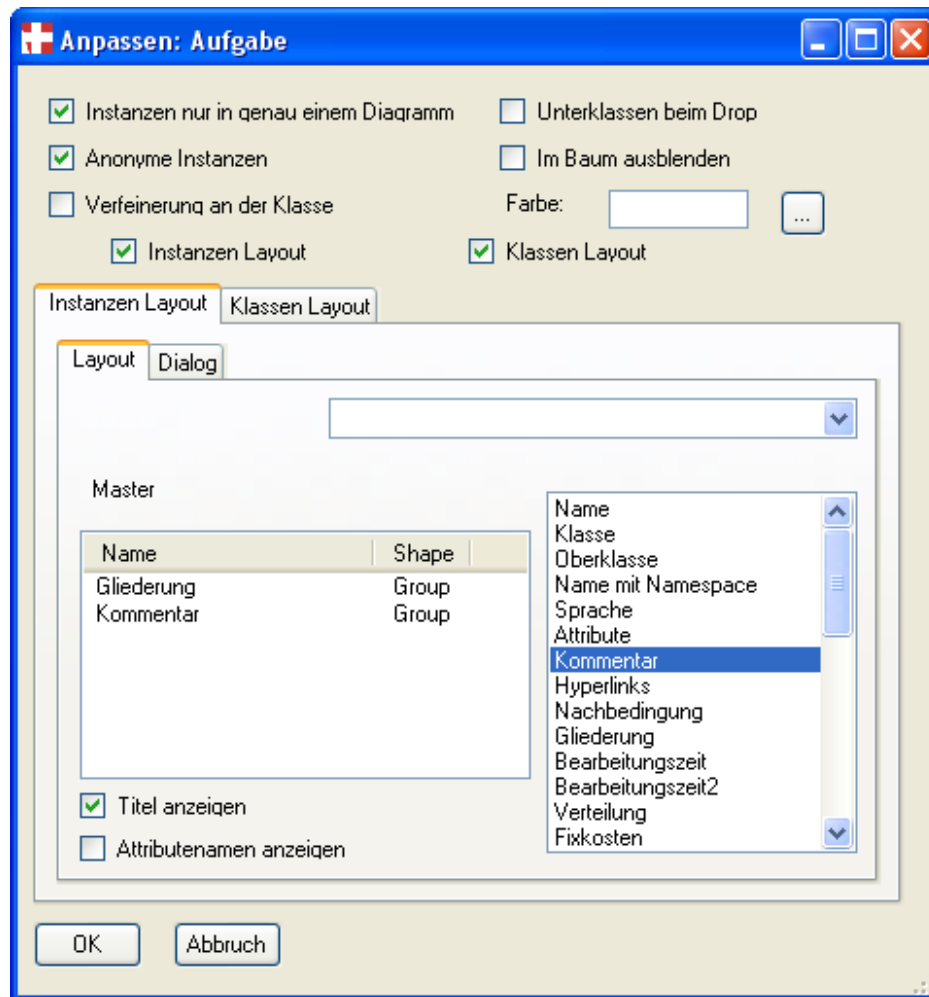 Anpassen: Aufgabe
Instanzen nur in genau einem Diagramm
Unterklassen beim Drop
Anonyme Instanzen
Im Baum ausblenden
Verfeinerung an der Klasse
Farbe:
...
Instanzen Layout
Klassen Layout
Instanzen Layout
Klassen Layout
Layout
Dialog
Master
Name
Shape
Gliederung
Group
Kommentar
Group
Name
Klasse
Oberklasse
Name mit Namespace
Sprache
Attribute
Kommentar
Hyperlinks
Nachbedingung
Gliederung
Bearbeitungszeit
Bearbeitungszeit2
Verteilung
Fixkosten
Titel anzeigen
Attributenamen anzeigen
OK
Abbruch